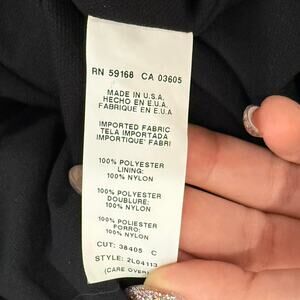 RN 59168 CA 03605
MADE IN U.S.A.
HECHO EN E.U.A.
FABRIQUE EN E.U.A
IMPORTED FABRIC
TELA IMPORTADA
IMPORTIQUE' FABRI
100% POLYESTER
LINING:
100% NYLON
100% POLYESTER
DOUBLURE:
100% NYLON
100% POLIESTER
FORRO:
100% NYLON
CUT: 38405 C
STYLE: 2L04113
(CARE OVER)